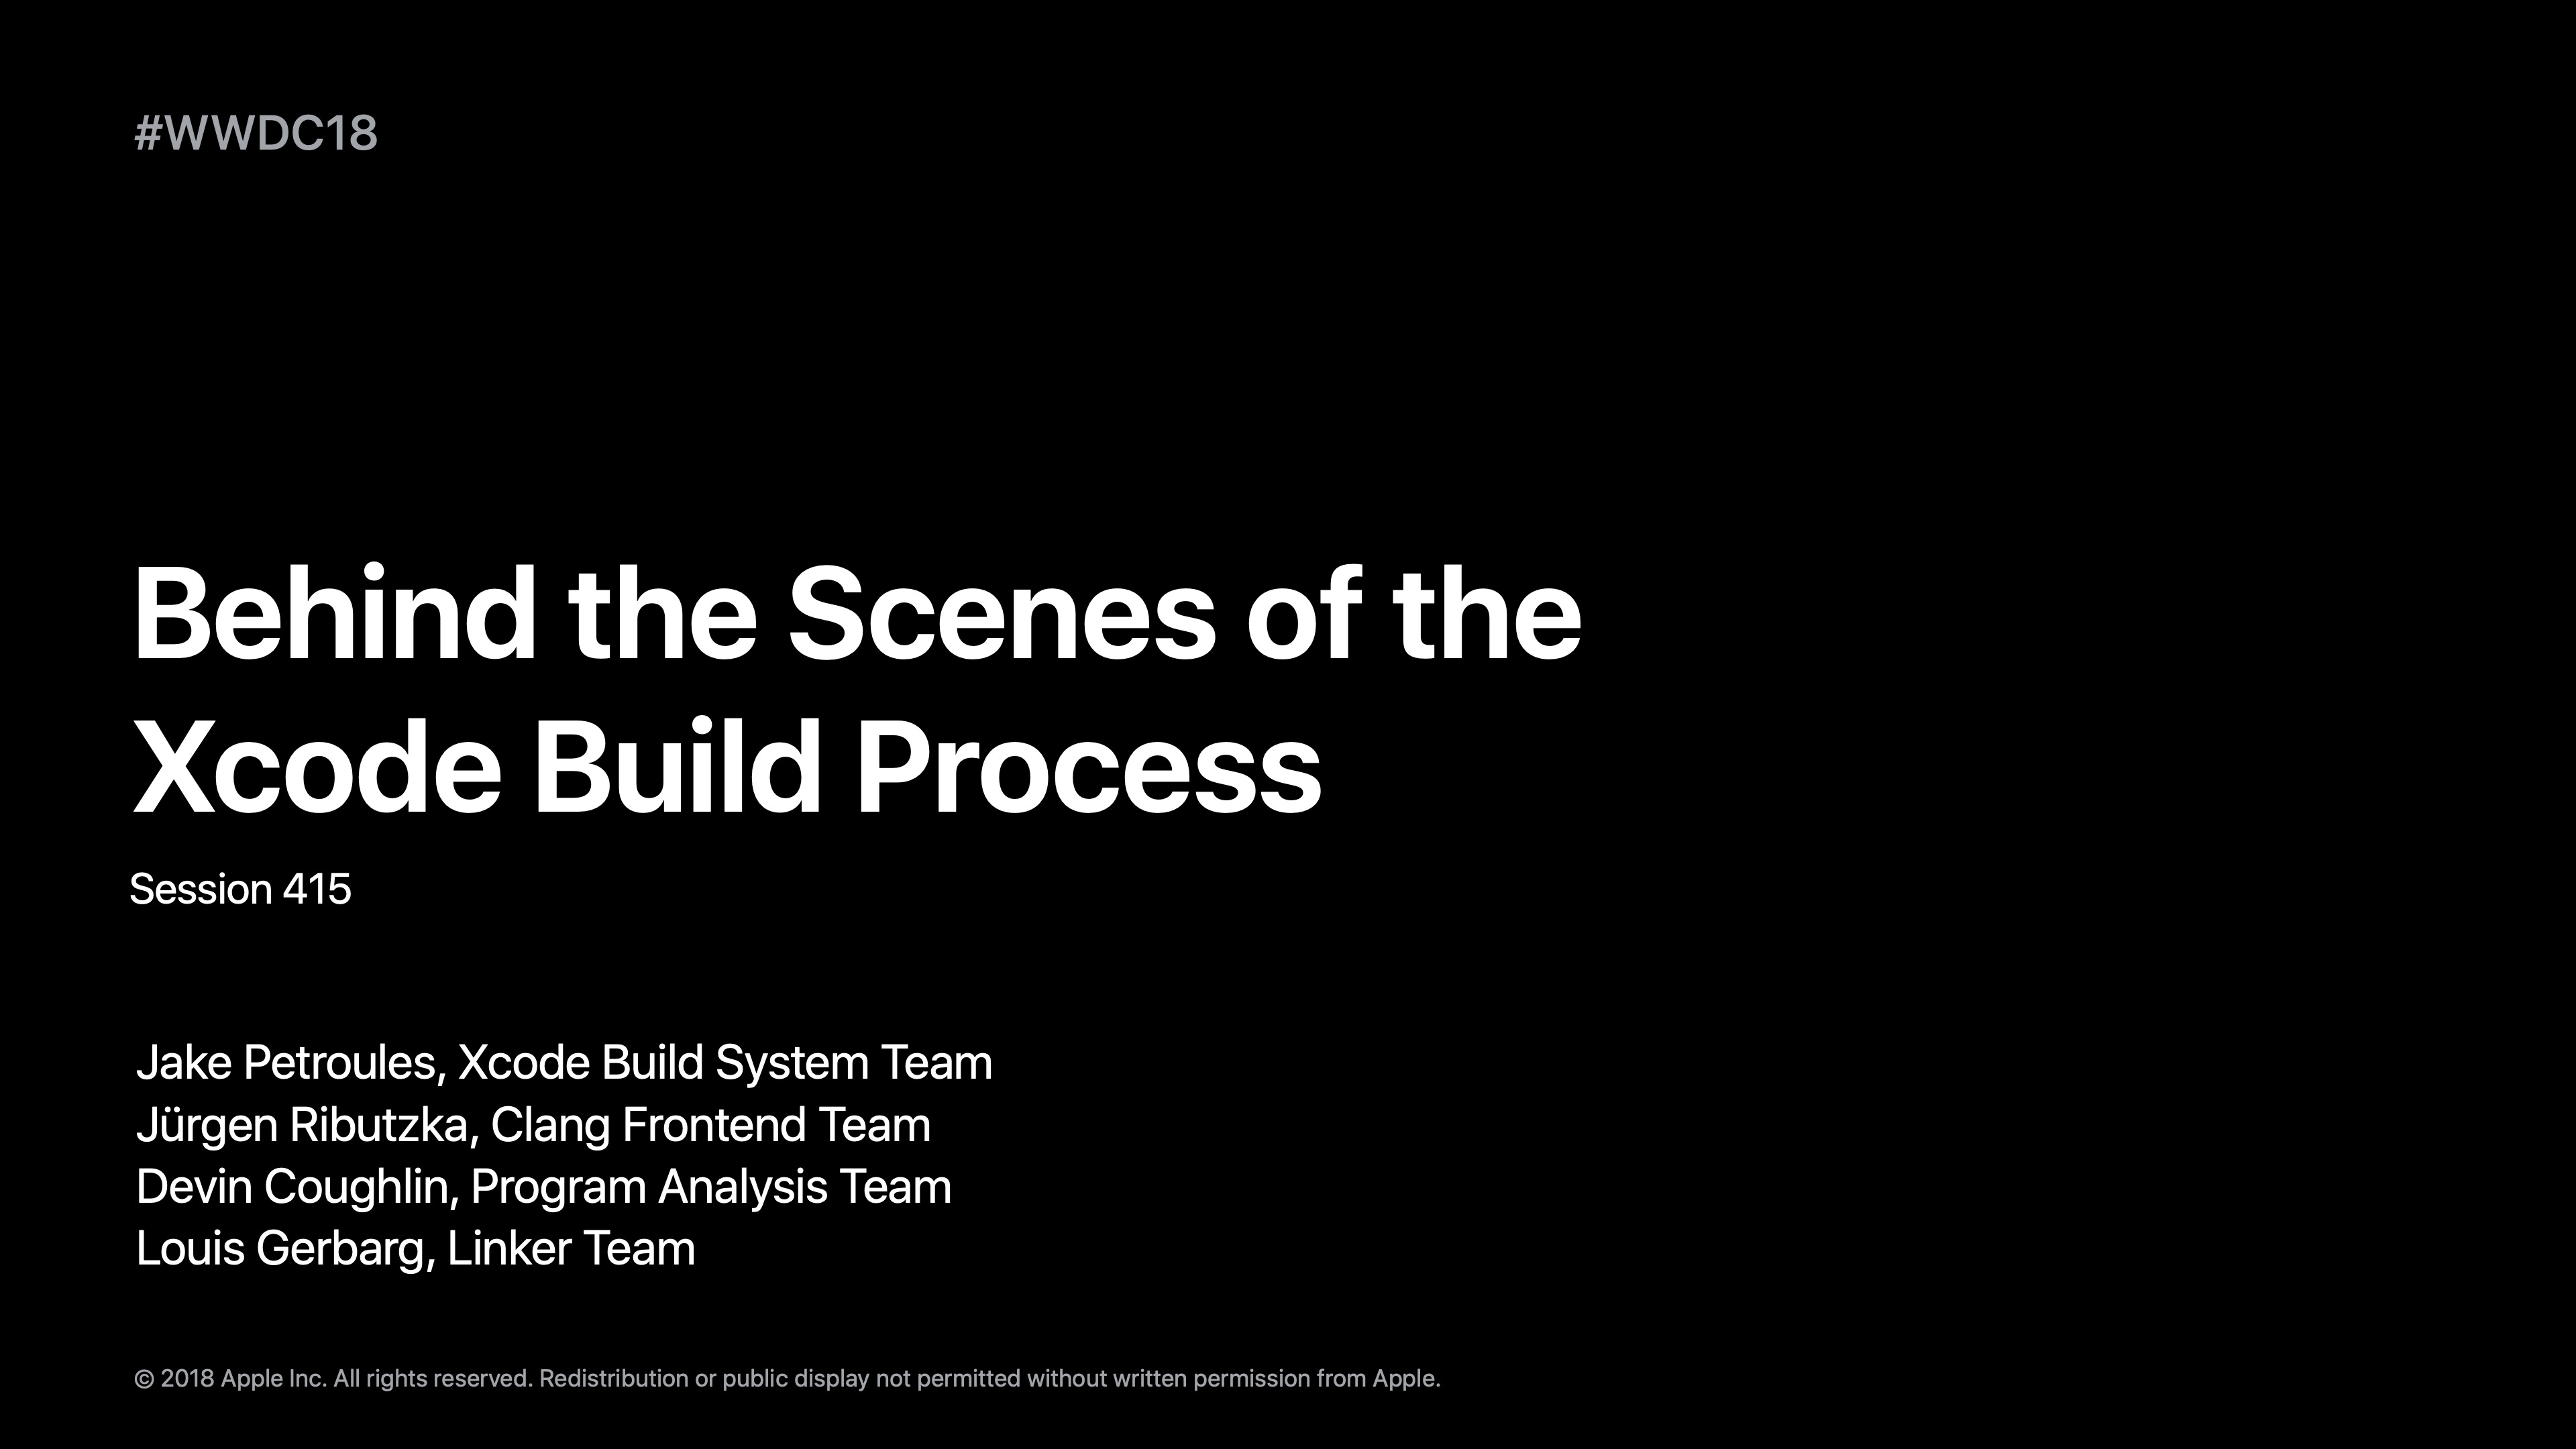 #WWDC18
Behind the Scenes of the
Xcode Build Process
Session 415
Jake Petroules, Xcode Build System Team
Jürgen Ributzka, Clang Frontend Team
Devin Coughlin, Program Analysis Team
Louis Gerbarg, Linker Team
© 2018 Apple Inc. All rights reserved. Redistribution or public display not permitted without written permission from Apple.